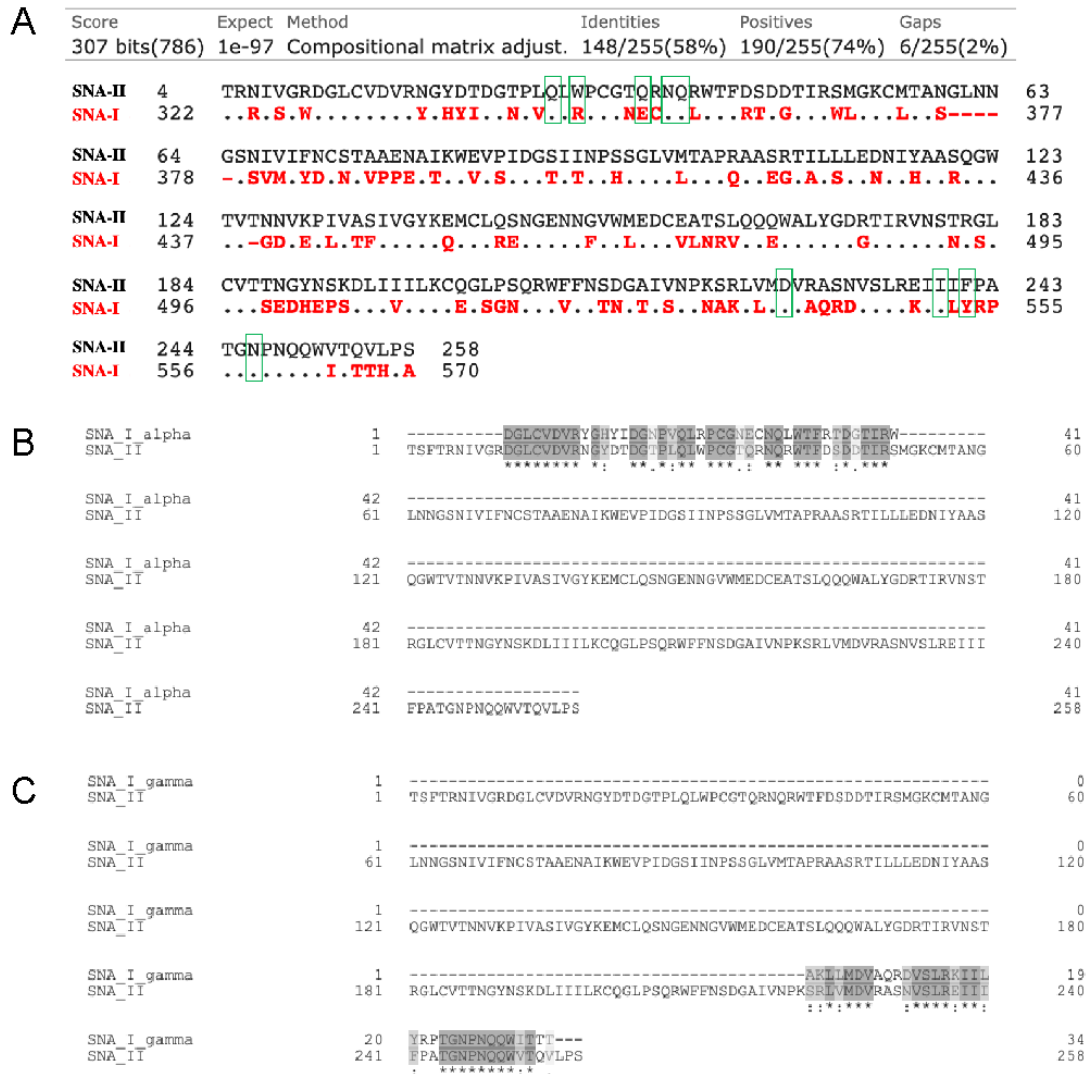 A
Score Expect Method Identities Positives Gaps
307 bits(786) 1e-97 Compositional matrix adjust. 148/255(58%) 190/255(74%) 6/255(2%)
SNA-II 4 TRNIVGRDGLCVDVRNGYDTDGTPLQLWPCGTQRNQRWTFDSDDTIRSMGKCMTANGLNN 63
SNA-I 322 ..R.S.W........Y.HYI..N.V..R...NEC..L...RT.G...WL...L..S---- 377
SNA-II 64 GSNIVIFNCSTAAENAIKWEVPIDGSIINPSSGLVMTAPRAASRTILLLEDNIYAASQGW 123
SNA-I 378 -.SVM.YD.N.VPPE.T..V.S...T.T..H....L...Q..EG.A.S..N..H..R... 436
SNA-II 124 TVTNNVKPIVASIVGYKEMCLQSNGENNGVWMEDCEATSLQQQWALYGDRTIRVNSTRGL 183
SNA-I 437 ..-GD.E.L.TF.....Q...RE...F....L...VLNRV..E......G......N.S. 495
SNA-II 184 CVTTNGYNSKDLIIILKCQGLPSQRWFFNSDGAIVNPKSRLVMDVRASNVSLREIIIFPA 243
SNA-I 496 ...SEDHEPS...V....E.SGN...V..TN.T.S..NAK.L...AQRD....K..LYRP 555
SNA-II 244 TGNPNQQWVTQVLPS 258
SNA-I 556 ........I.TTH.A 570
B
SNA_I_alpha 1 ----------DGLCVDVRYGHYIDGNPVQLRPCGNECNQLWTFRTDGTIRW--------- 41
SNA_II 1 TSFTRNIVGRDGLCVDVRNGYDTDGTPLQLWPCGTQRNQRWTFDSDDTIRSMGKCMTANG 60
******** *: **.*:** ***.: ** *** :*.***
SNA_I_alpha 42 ------------------------------------------------------------ 41
SNA_II 61 LNNGSNIVIFNCSTAAENAIKWEVPIDGSIINPSSGLVMTAPRAASRTILLLEDNIYAAS 120
SNA_I_alpha 42 ------------------------------------------------------------ 41
SNA_II 121 QGWTVTNNVKPIVASIVGYKEMCLQSNGENNGVWMEDCEATSLQQQWALYGDRTIRVNST 180
SNA_I_alpha 42 ------------------------------------------------------------ 41
SNA_II 181 RGLCVTTNGYNSKDLIIILKCQGLPSQRWFFNSDGAIVNPKSRLVMDVRASNVSLREIII 240
SNA_I_alpha 42 ------------------ 41
SNA_II 241 FPATGNPNQQWVTQVLPS 258
C
SNA_I_gamma 1 ------------------------------------------------------------ 0
SNA_II 1 TSFTRNIVGRDGLCVDVRNGYDTDGTPLQLWPCGTQRNQRWTFDSDDTIRSMGKCMTANG 60
SNA_I_gamma 1 ------------------------------------------------------------ 0
SNA_II 61 LNNGSNIVIFNCSTAAENAIKWEVPIDGSIINPSSGLVMTAPRAASRTILLLEDNIYAAS 120
SNA_I_gamma 1 ------------------------------------------------------------ 0
SNA_II 121 QGWTVTNNVKPIVASIVGYKEMCLQSNGENNGVWMEDCEATSLQQQWALYGDRTIRVNST 180
SNA_I_gamma 1 -----------------------------------------AKLLMDVAQRDVSLRKIIL 19
SNA_II 181 RGLCVTTNGYNSKDLIIILKCQGLPSQRWFFNSDGAIVNPKSRLVMDVRASNVSLREIII 240
::*:*** :****:**:
SNA_I_gamma 20 YRPTGNPNQQWITTT--- 34
SNA_II 241 FPATGNPNQQWVTQVLPS 258
: ********:* .